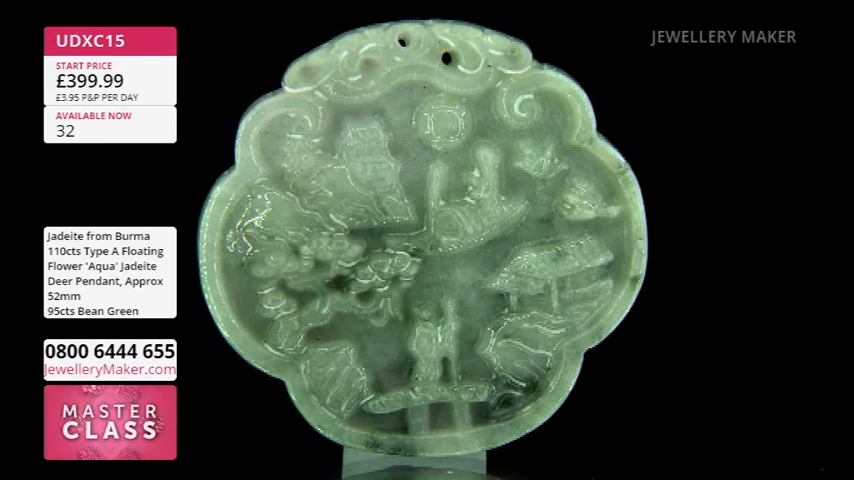 UDXC15
START PRICE
£399.99
£3.95 P&P PER DAY
AVAILABLE NOW
32
Jadeite from Burma
110cts Type A Floating
Flower 'Aqua' Jadeite
Deer Pendant, Approx
52mm
95cts Bean Green
0800 6444 655
JewelleryMaker.com
MASTER
CLASS
JEWELLERY MAKER